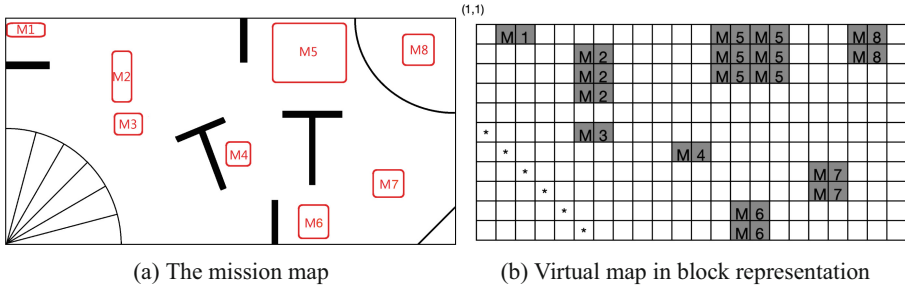 (1,1)
M1
M5
M8
M2
M3
M4
M7
M6
M 1 M 5 M 5 M 8
M 2 M 5 M 5 M 8
M 2 M 5 M 5
M 2
* M 3
* M 4
* M 7
* M 7
* M 6
* M 6
(a) The mission map
(b) Virtual map in block representation